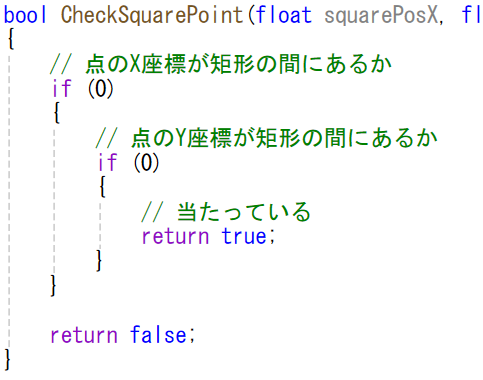 bool CheckSquarePoint(float squarePosX, fl
{
// 点のX座標が矩形の間にあるか
if (0)
{
// 点のY座標が矩形の間にあるか
if (0)
{
// 当たっている
return true;
}
}
return false;
}